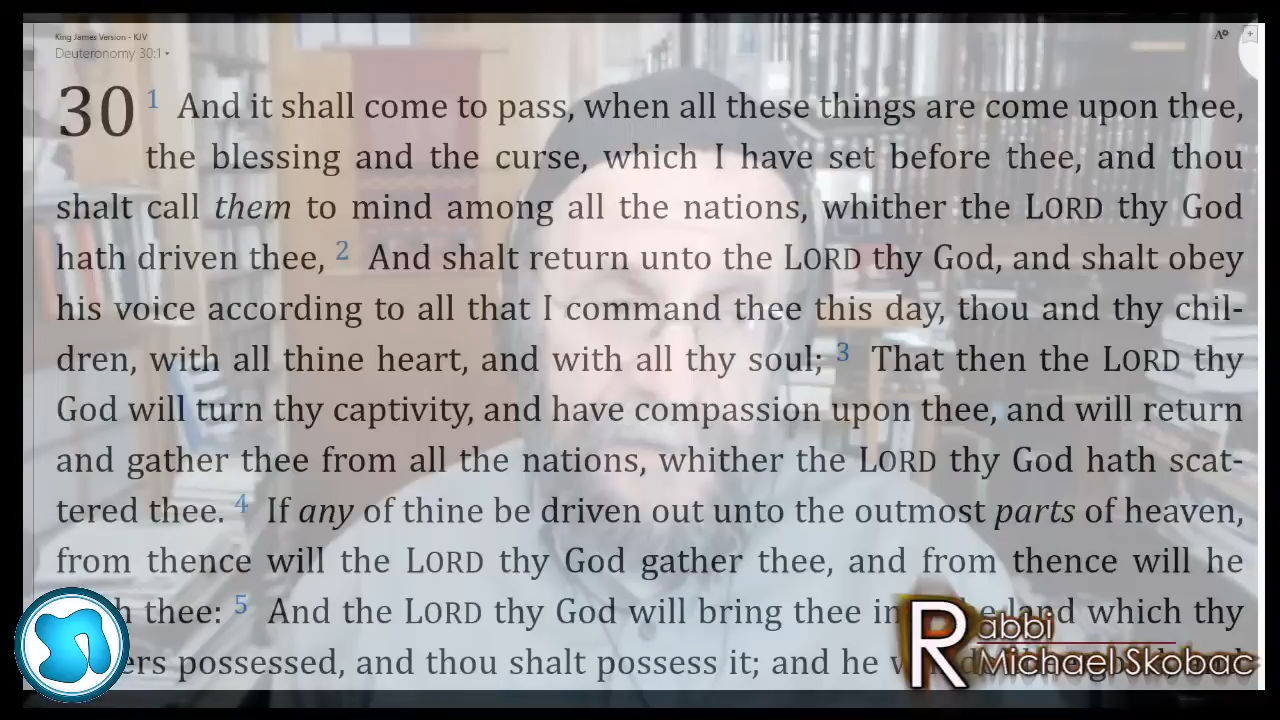 King James Version - KJV
Deuteronomy 30:1
30 1 And it shall come to pass, when all these things are come upon thee,
the blessing and the curse, which I have set before thee, and thou
shalt call them to mind among all the nations, whither the LORD thy God
hath driven thee, 2 And shalt return unto the LORD thy God, and shalt obey
his voice according to all that I command thee this day, thou and thy chil-
dren, with all thine heart, and with all thy soul; 3 That then the LORD thy
God will turn thy captivity, and have compassion upon thee, and will return
and gather thee from all the nations, whither the LORD thy God hath scat-
tered thee. 4 If any of thine be driven out unto the outmost parts of heaven,
from thence will the LORD thy God gather thee, and from thence will he
thee: 5 And the LORD thy God will bring thee land which thy
possessed, and thou shalt possess it; and he
Rabbi
Michael Skobac